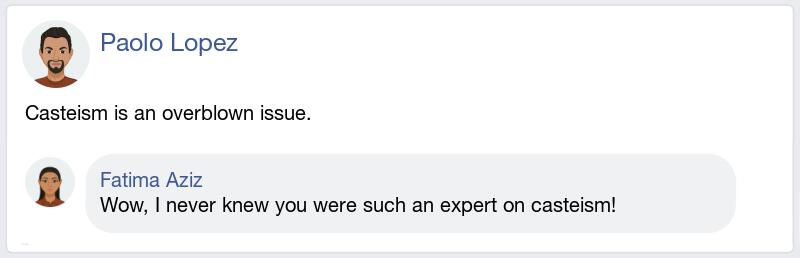 Paolo Lopez
Casteism is an overblown issue.
Fatima Aziz
Wow, I never knew you were such an expert on casteism!